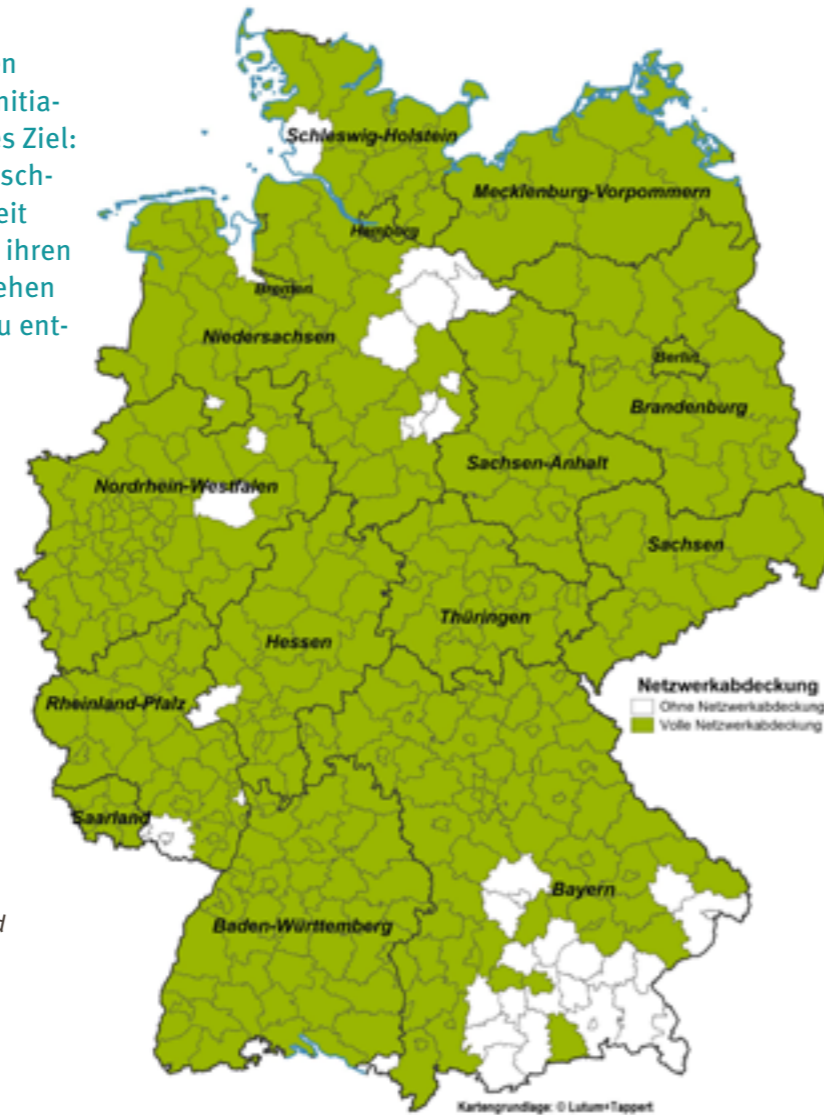 n
nitia-
es Ziel:
sch-
eit
ihren
ehen
u ent-
d
Schleswig-Holstein
Mecklenburg-Vorpommern
Hamburg
Bremen
Niedersachsen
Berlin
Brandenburg
Sachsen-Anhalt
Nordrhein-Westfalen
Sachsen
Thüringen
Hessen
Rheinland-Pfalz
Netzwerkabdeckung
Ohne Netzwerkabdeckung
Volle Netzwerkabdeckung
Saarland
Bayern
Baden-Württemberg
Kartengrundlage: © Lutum+Tappert